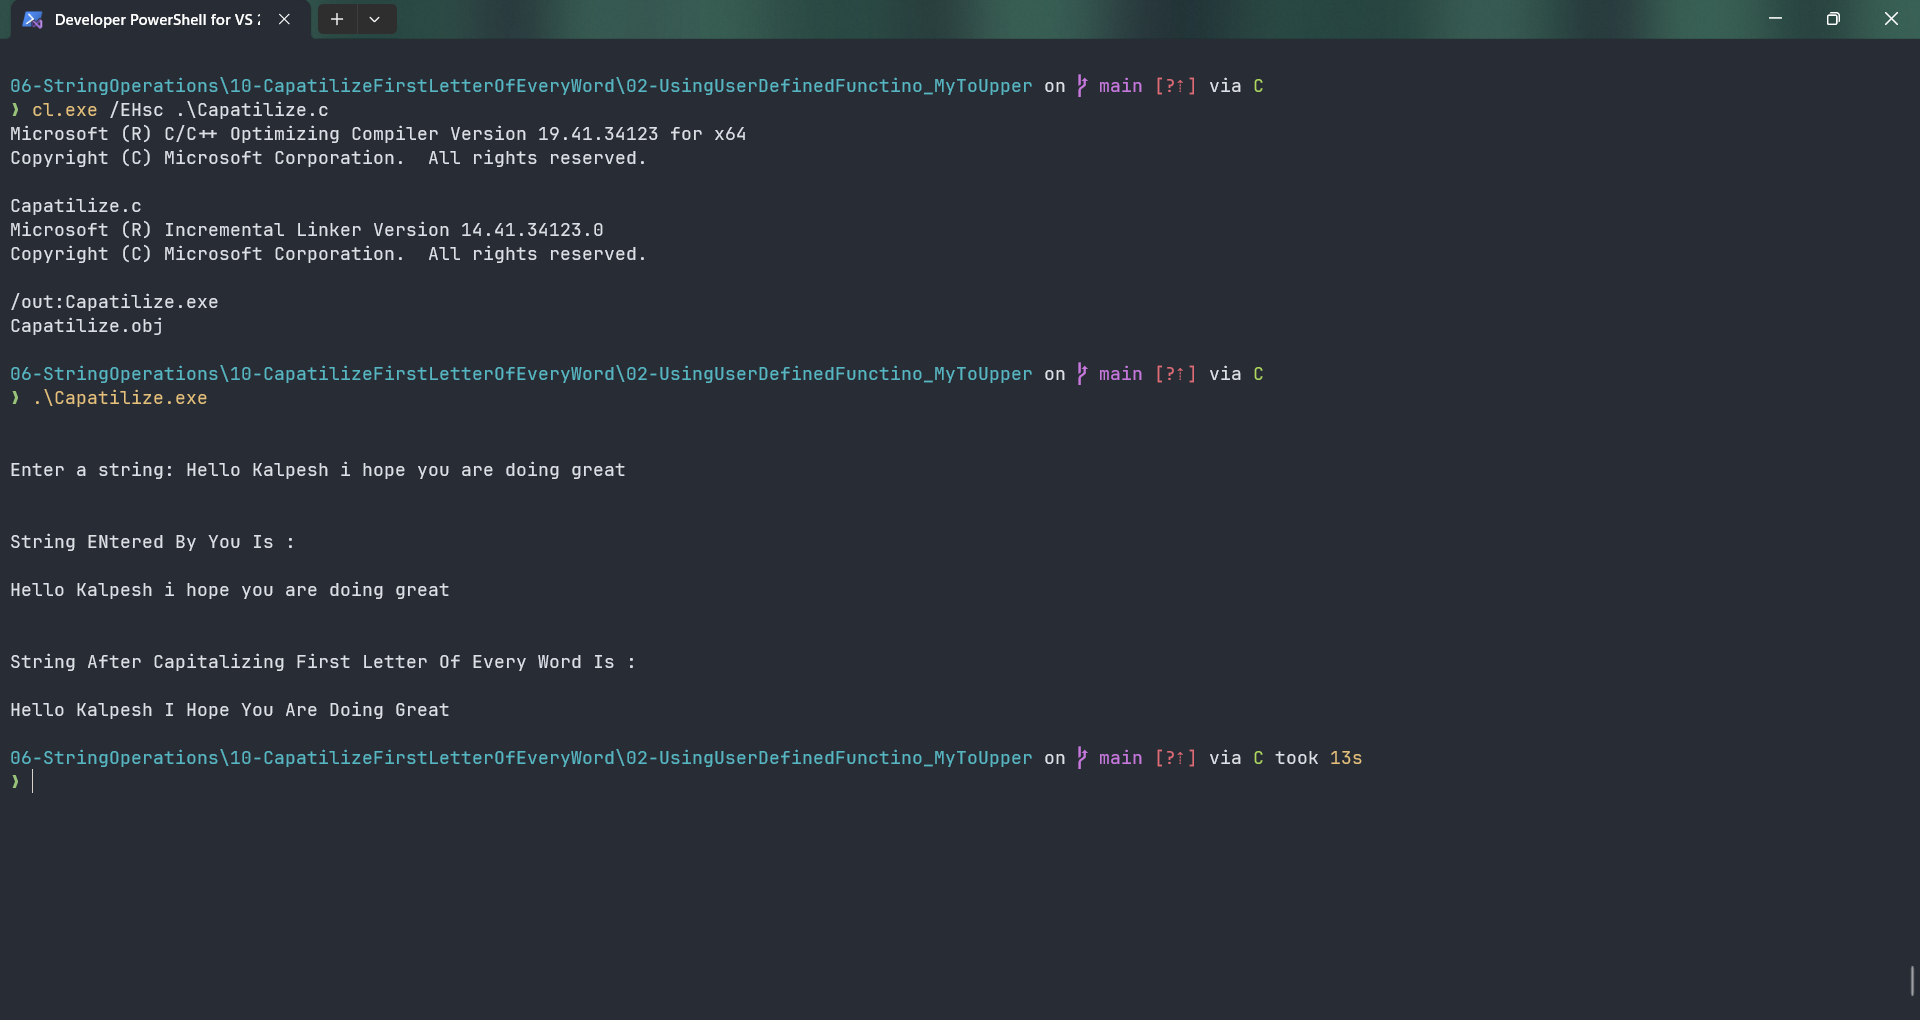 Developer PowerShell for VS 2
06-StringOperations\10-CapatilizeFirstLetterOfEveryWord\02-UsingUserDefinedFunctino_MyToUpper on main [?⇡] via C
❯ cl.exe /EHsc .\Capatilize.c
Microsoft (R) C/C++ Optimizing Compiler Version 19.41.34123 for x64
Copyright (C) Microsoft Corporation.  All rights reserved.
Capatilize.c
Microsoft (R) Incremental Linker Version 14.41.34123.0
Copyright (C) Microsoft Corporation.  All rights reserved.
/out:Capatilize.exe
Capatilize.obj
06-StringOperations\10-CapatilizeFirstLetterOfEveryWord\02-UsingUserDefinedFunctino_MyToUpper on main [?⇡] via C
❯ .\Capatilize.exe
Enter a string: Hello Kalpesh i hope you are doing great
String ENtered By You Is :
Hello Kalpesh i hope you are doing great
String After Capitalizing First Letter Of Every Word Is :
Hello Kalpesh I Hope You Are Doing Great
06-StringOperations\10-CapatilizeFirstLetterOfEveryWord\02-UsingUserDefinedFunctino_MyToUpper on main [?⇡] via C took 13s
❯